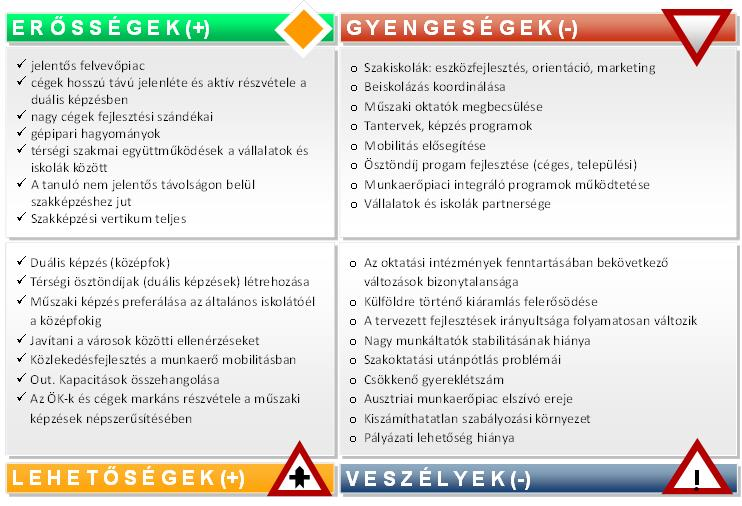 ERŐSSÉGEK(+)
jelentős felvevőpiac
cégek hosszú távú jelenléte és aktív részvétele a
duális képzésben
nagy cégek fejlesztési szándékai
gépipari hagyományok
térségi szakmai együttműködések a vállalatok és
iskolák között
A tanuló nem jelentős távolságon belül
szakképzéshez jut
Szakképzési vertikum teljes
GYENGESÉGEK(-)
Szakiskolák: eszközfejlesztés, orientáció, marketing
Beiskolázás koordinálása
Műszaki oktatók megbecsülése
Tantervek, képzés programok
Mobilitás elősegítése
Ösztöndíj progam fejlesztése (céges, települési)
Munkaerőpiaci integráló programok működtetése
Vállalatok és iskolák partnersége
Duális képzés (középfok)
Térségi ösztöndíjak (duális képzések) létrehozása
Műszaki képzés preferálása az általános iskolátóél
a középfokig
Javítani a városok közötti ellenérzéseket
Közlekedésfejlesztés a munkaerő mobilitásban
Out. Kapacitások összehangolása
Az ÖK-k és cégek markáns részvétele a műszaki
képzések népszerűsítésében
LEHETŐSÉGEK(+)
Az oktatási intézmények fenntartásában bekövetkező
változások bizonytalansága
Külföldre történő kiáramlás felerősödése
A tervezett fejlesztések irányultsága folyamatosan változik
Nagy munkáltatók stabilitásának hiánya
Szakoktatási utánpótlás problémái
Csökkenő gyereklétszám
Ausztriai munkaerőpiac elszívó ereje
Kiszámíthatatlan szabályozási környezet
Pályázati lehetőség hiánya
VESZÉLYEK(-)
!